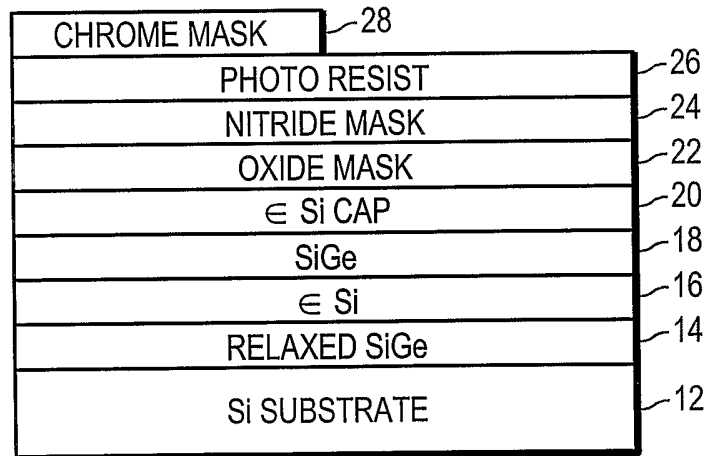 CHROME MASK 28
PHOTO RESIST 26
NITRIDE MASK 24
OXIDE MASK 22
∈ Si CAP 20
SiGe 18
∈ Si 16
RELAXED SiGe 14
Si SUBSTRATE 12